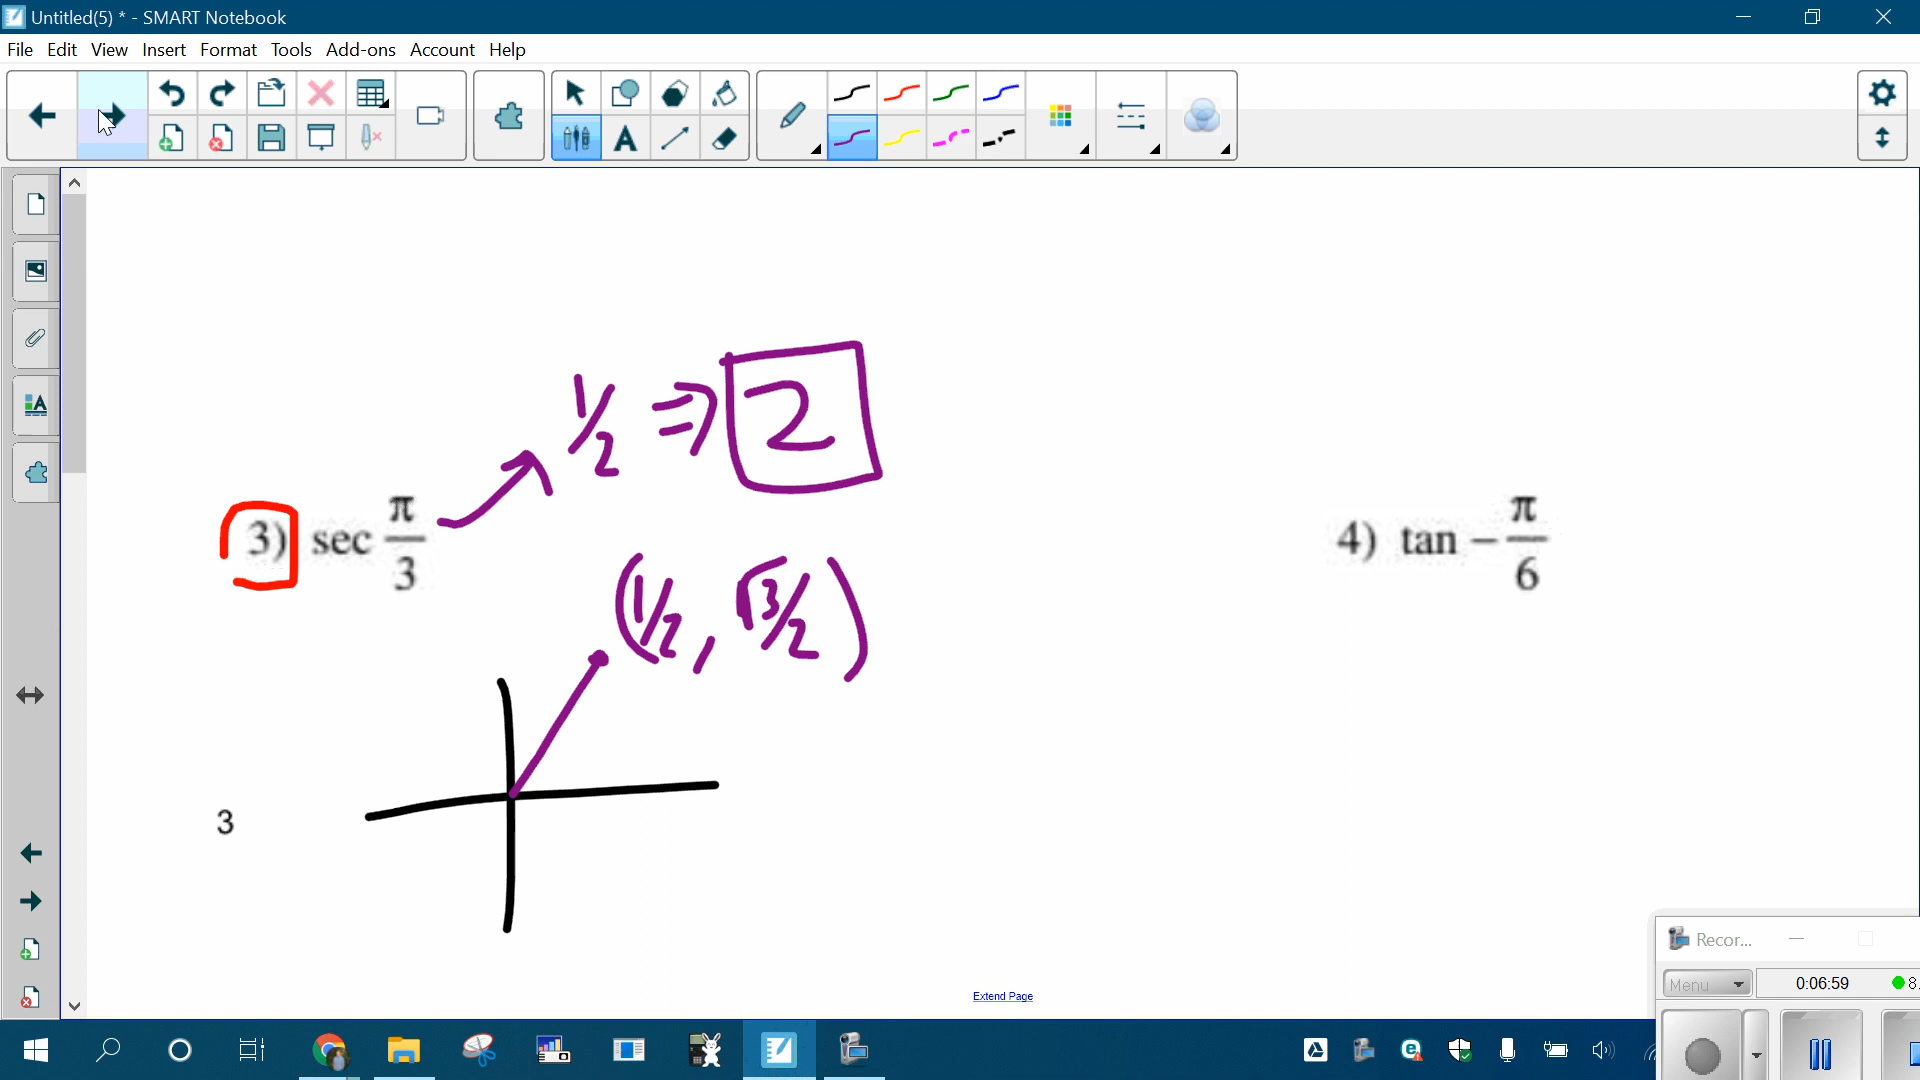 Untitled(5) * - SMART Notebook
File Edit View Insert Format Tools Add-ons Account Help
1/2 ⇒ 2
3) sec π/3
4) tan − π/6
(1/2, √3/2)
3
Extend Page
Recor...
Menu 0:06:59 8.